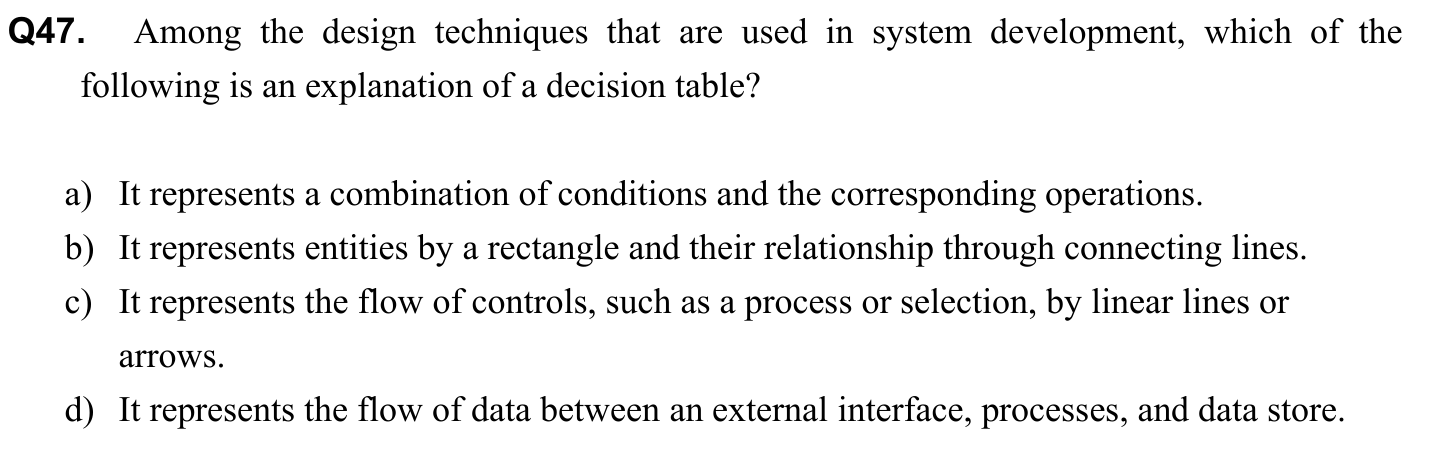 Q47. Among the design techniques that are used in system development, which of the
following is an explanation of a decision table?
a) It represents a combination of conditions and the corresponding operations.
b) It represents entities by a rectangle and their relationship through connecting lines.
c) It represents the flow of controls, such as a process or selection, by linear lines or
arrows.
d) It represents the flow of data between an external interface, processes, and data store.